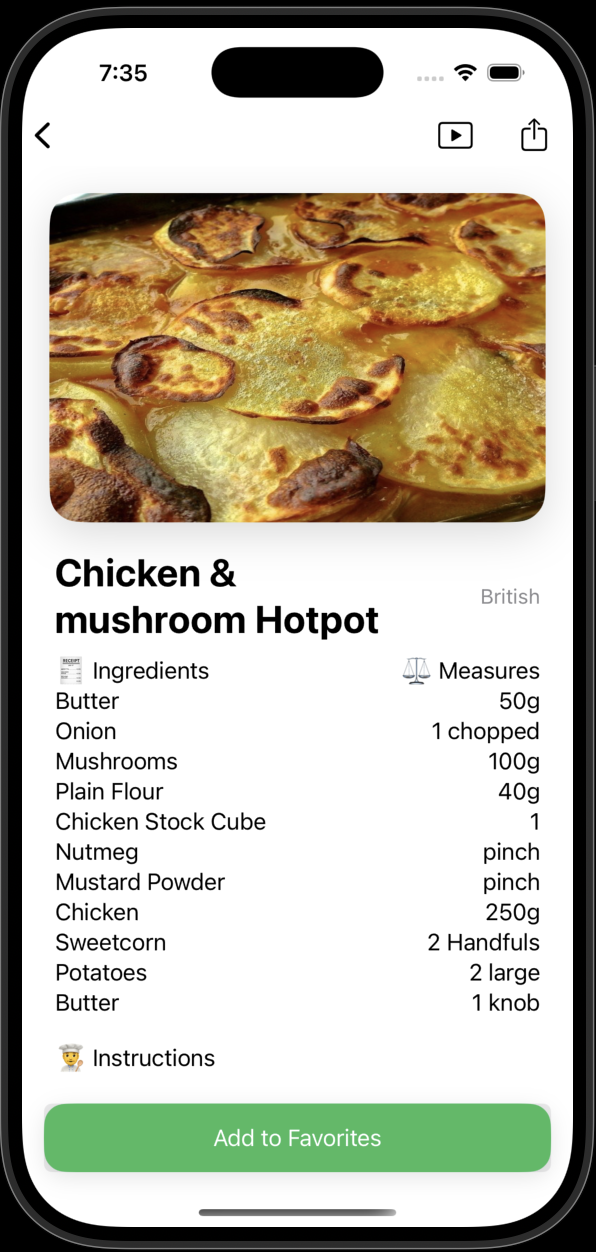 7:35
Chicken &
mushroom Hotpot
British
Ingredients Measures
Butter 50g
Onion 1 chopped
Mushrooms 100g
Plain Flour 40g
Chicken Stock Cube 1
Nutmeg pinch
Mustard Powder pinch
Chicken 250g
Sweetcorn 2 Handfuls
Potatoes 2 large
Butter 1 knob
Instructions
Add to Favorites